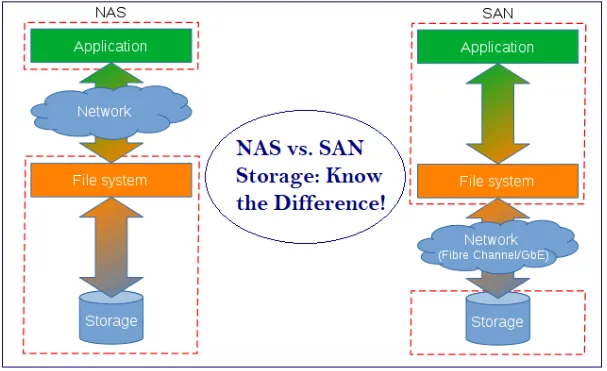 NAS
Application
Network
File system
Storage
NAS vs. SAN
Storage: Know
the Difference!
SAN
Application
File system
Network
(Fibre Channel/GbE)
Storage